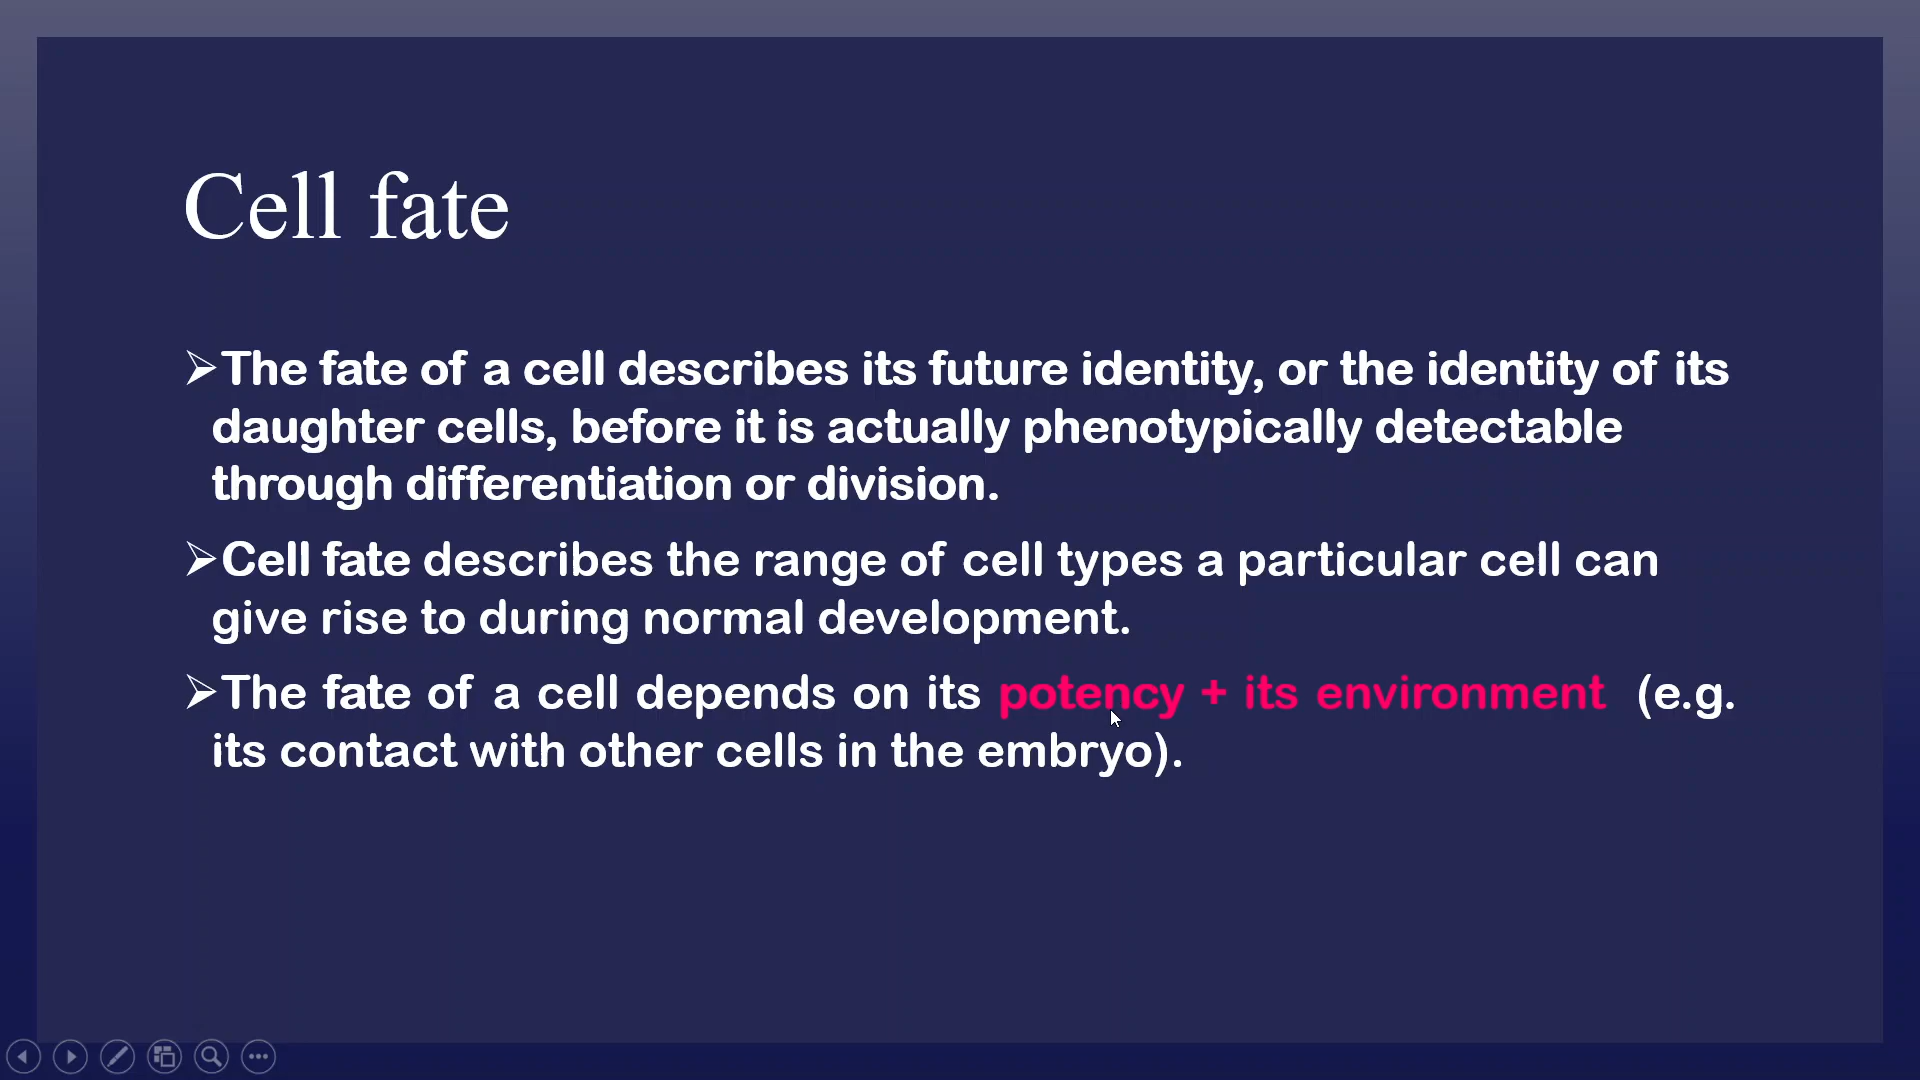 Cell fate
➢The fate of a cell describes its future identity, or the identity of its
daughter cells, before it is actually phenotypically detectable
through differentiation or division.
➢Cell fate describes the range of cell types a particular cell can
give rise to during normal development.
➢The fate of a cell depends on its potency + its environment (e.g.
its contact with other cells in the embryo).